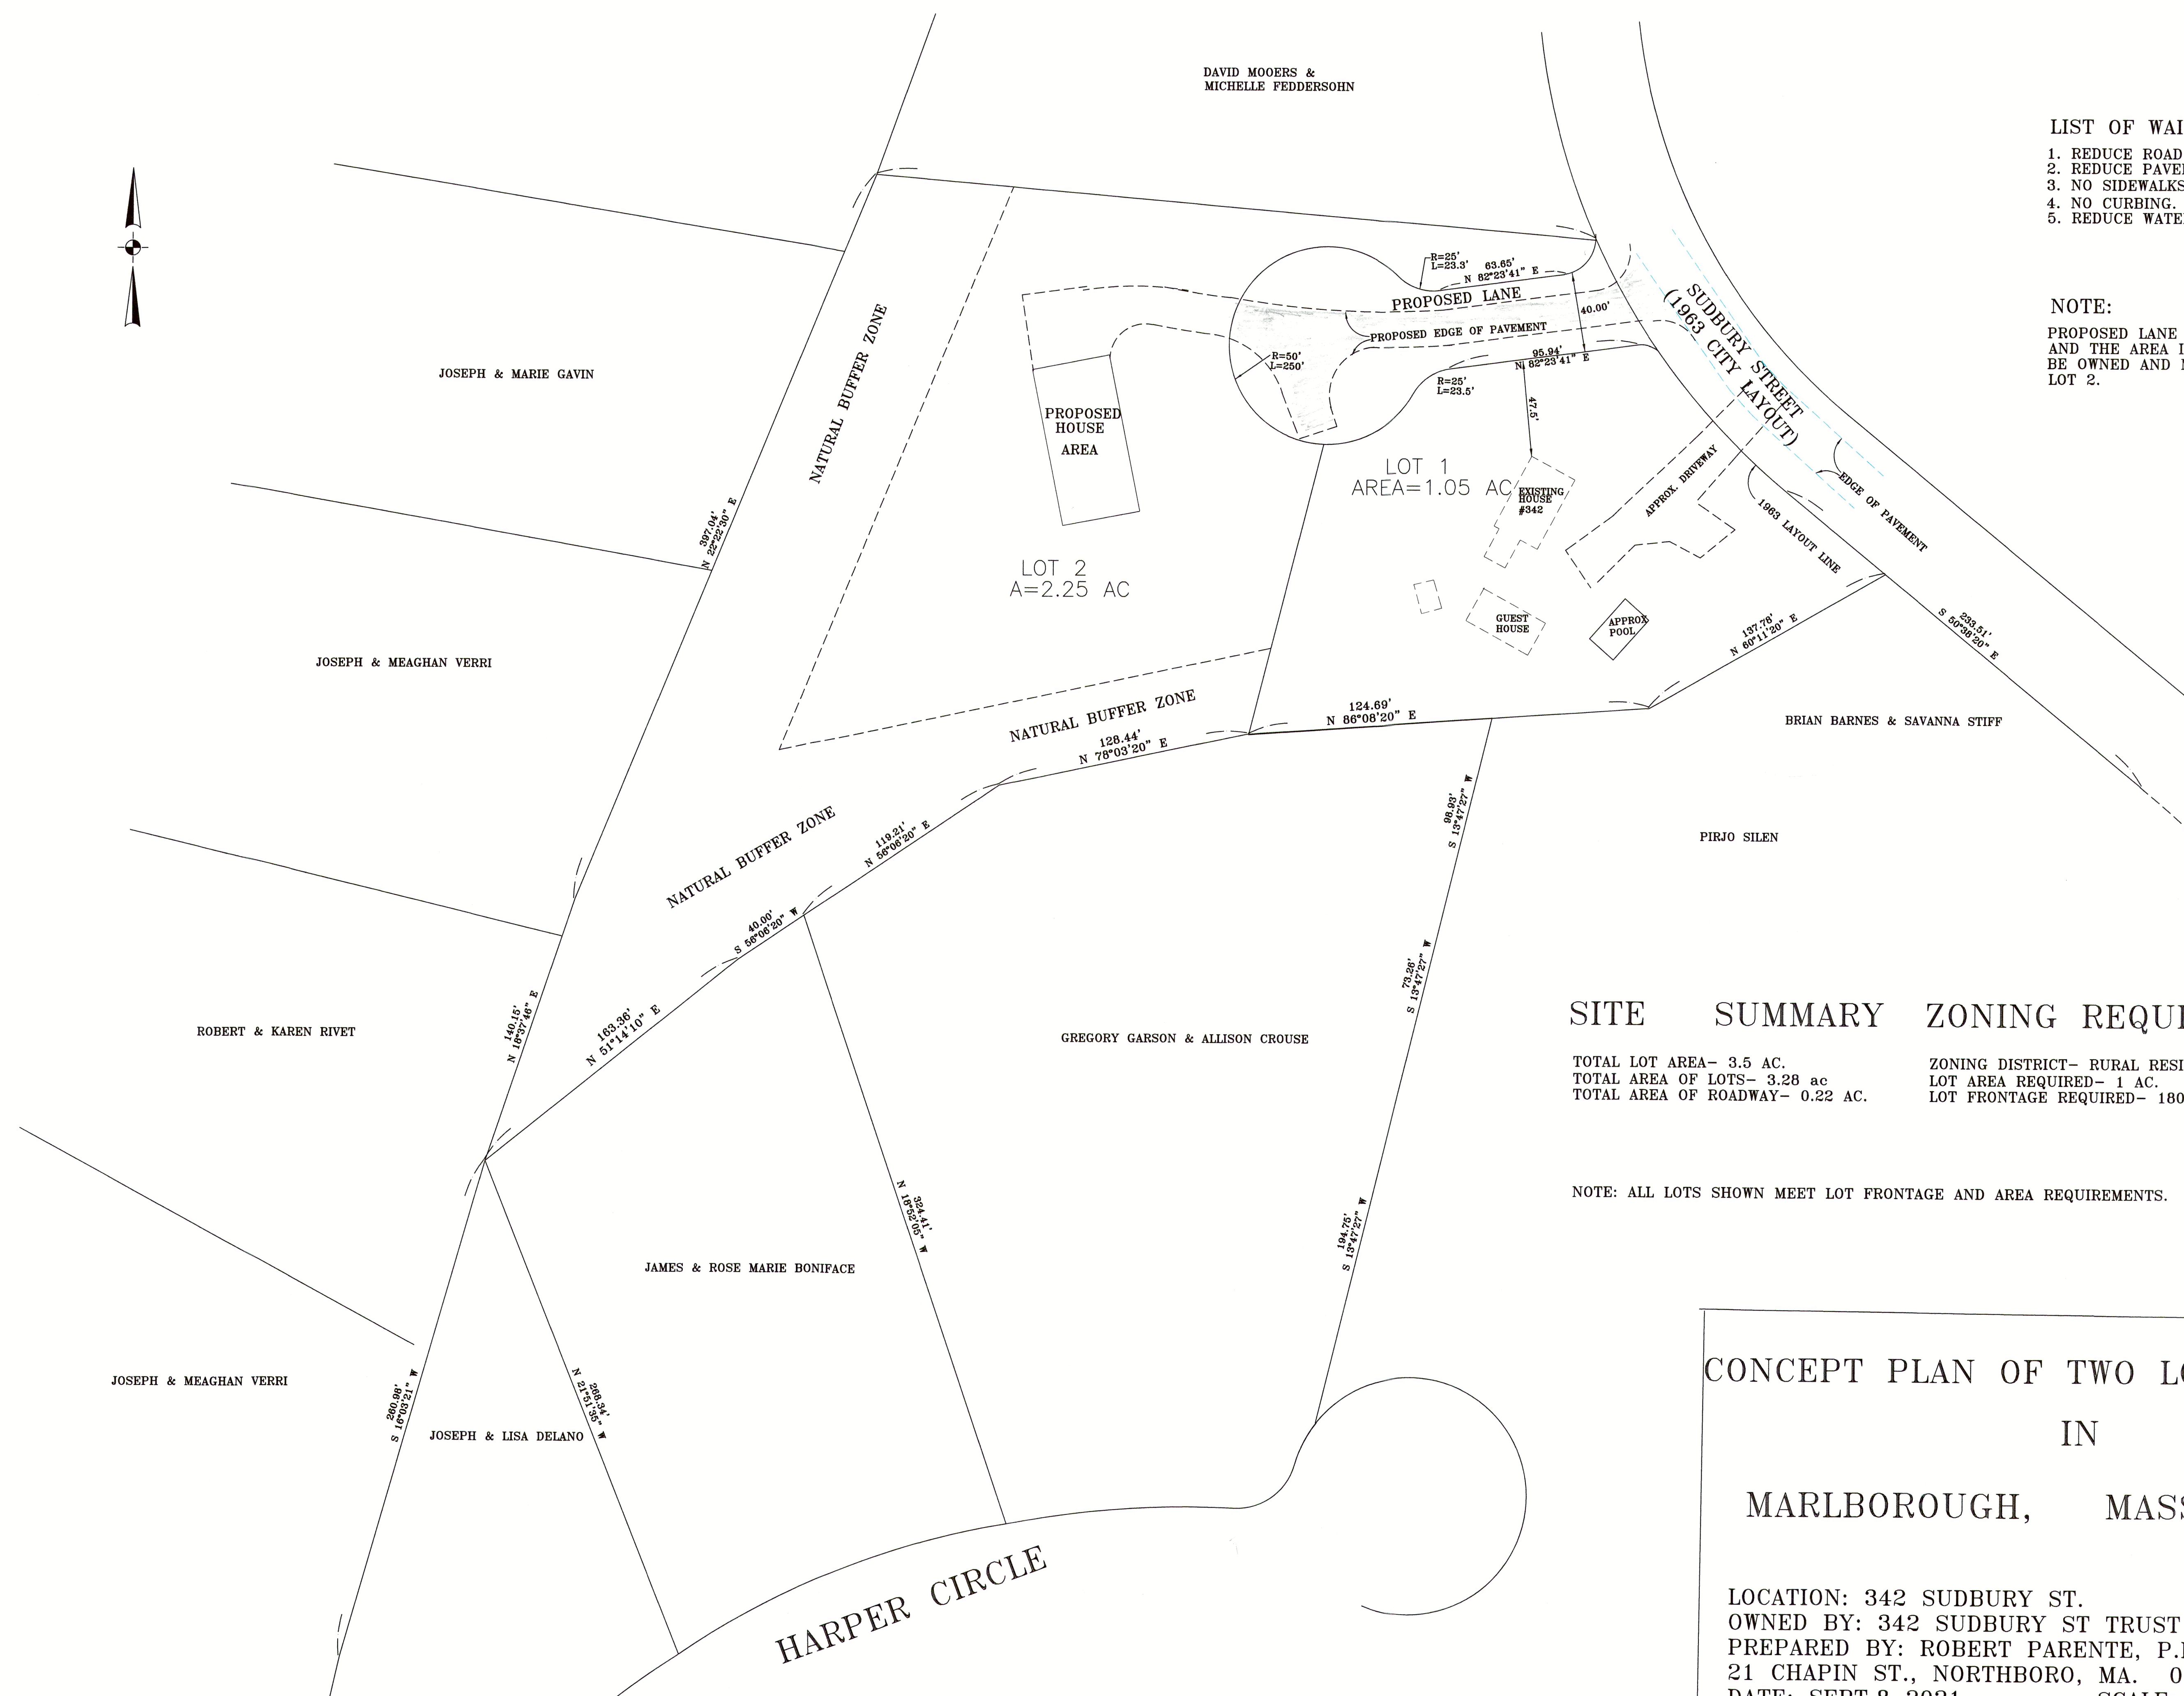 DAVID MOOERS &
MICHELLE FEDDERSOHN
LIST OF WAI
1. REDUCE ROAD
2. REDUCE PAVE
3. NO SIDEWALKS
4. NO CURBING.
5. REDUCE WATE
NOTE:
PROPOSED LANE
AND THE AREA
BE OWNED AND
LOT 2.
R=25'
L=23.3'
63.65'
N 82°23'41" E
PROPOSED LANE
40.00'
PROPOSED EDGE OF PAVEMENT
R=50'
L=250'
95.94'
N 82°23'41" E
R=25'
L=23.5'
47.5'
SUDBURY STREET
(1963 CITY LAYOUT)
EDGE OF PAVEMENT
1963 LAYOUT LINE
APPROX. DRIVEWAY
JOSEPH & MARIE GAVIN
NATURAL BUFFER ZONE
PROPOSED
HOUSE
AREA
LOT 1
AREA=1.05 AC
EXISTING
HOUSE
#342
397.04'
N 22°22'30" E
LOT 2
A=2.25 AC
GUEST
HOUSE
APPROX
POOL
137.78'
N 60°11'20" E
233.51'
S 50°38'20" E
JOSEPH & MEAGHAN VERRI
NATURAL BUFFER ZONE
128.44'
N 78°03'20" E
124.69'
N 86°08'20" E
BRIAN BARNES & SAVANNA STIFF
98.93'
S 13°47'27" W
PIRJO SILEN
NATURAL BUFFER ZONE
119.21'
N 56°06'20" E
40.00'
S 56°06'20" W
73.26'
S 13°47'27" W
140.15'
N 18°37'46" E
163.36'
N 51°14'10" E
ROBERT & KAREN RIVET
GREGORY GARSON & ALLISON CROUSE
SITE SUMMARY
TOTAL LOT AREA- 3.5 AC.
TOTAL AREA OF LOTS- 3.28 ac
TOTAL AREA OF ROADWAY- 0.22 AC.
ZONING REQUI
ZONING DISTRICT- RURAL RESI
LOT AREA REQUIRED- 1 AC.
LOT FRONTAGE REQUIRED- 180
NOTE: ALL LOTS SHOWN MEET LOT FRONTAGE AND AREA REQUIREMENTS.
324.41'
N 18°52'05" W
194.75'
S 13°47'27" W
JAMES & ROSE MARIE BONIFACE
JOSEPH & MEAGHAN VERRI
260.98'
S 16°03'21" W
268.34'
N 21°51'35" W
JOSEPH & LISA DELANO
HARPER CIRCLE
CONCEPT PLAN OF TWO L
IN
MARLBOROUGH, MASS
LOCATION: 342 SUDBURY ST.
OWNED BY: 342 SUDBURY ST TRUST
PREPARED BY: ROBERT PARENTE, P.
21 CHAPIN ST., NORTHBORO, MA. 0
DATE: SEPT 8 2021 SCALE